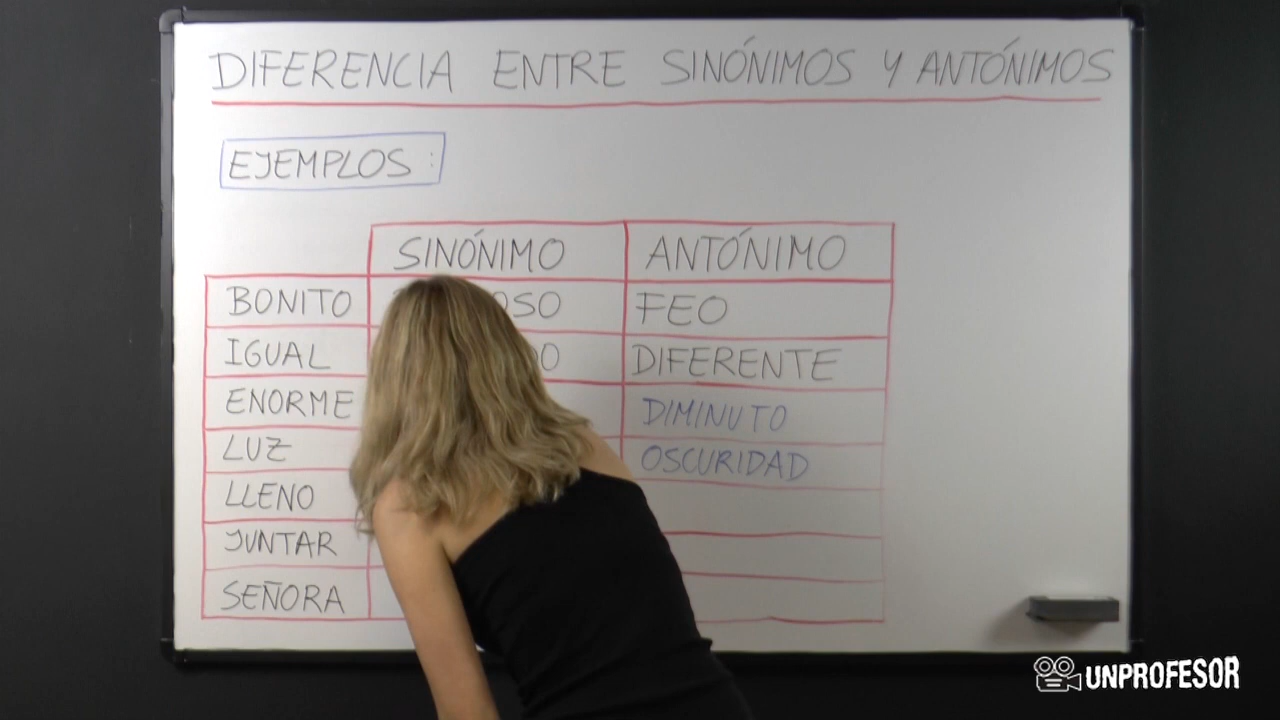 DIFERENCIA ENTRE SINÓNIMOS Y ANTÓNIMOS
EJEMPLOS :
SINÓNIMO ANTÓNIMO
BONITO FEO
IGUAL DIFERENTE
ENORME DIMINUTO
LUZ OSCURIDAD
LLENO
JUNTAR
SEÑORA
UNPROFESOR